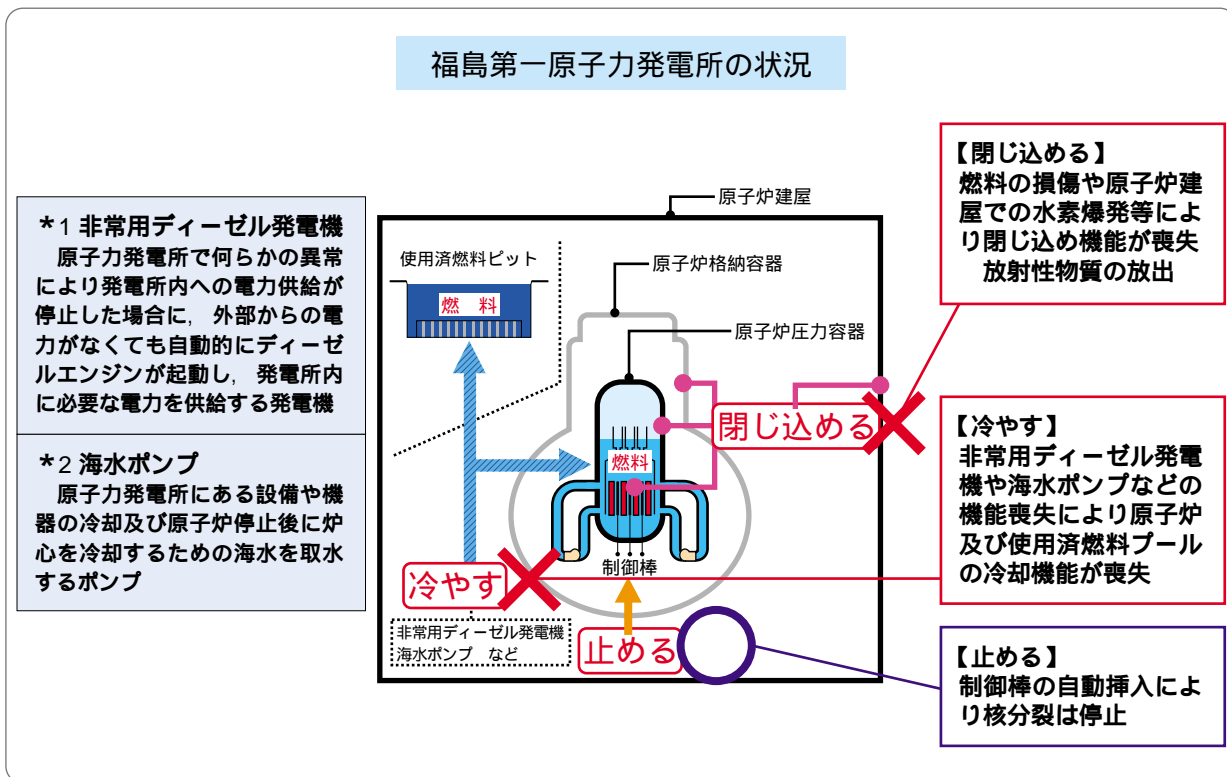 福島第一原子力発電所の状況
*1 非常用ディーゼル発電機
原子力発電所で何らかの異常
により発電所内への電力供給が
停止した場合に, 外部からの電
力がなくても自動的にディーゼ
ルエンジンが起動し, 発電所内
に必要な電力を供給する発電機
*2 海水ポンプ
原子力発電所にある設備や機
器の冷却及び原子炉停止後に炉
心を冷却するための海水を取水
するポンプ
原子炉建屋
使用済燃料ピット
燃 料
原子炉格納容器
原子炉圧力容器
閉じ込める
燃料
制御棒
冷やす
非常用ディーゼル発電機
海水ポンプ など
止める
【閉じ込める】
燃料の損傷や原子炉建
屋での水素爆発等によ
り閉じ込め機能が喪失
放射性物質の放出
【冷やす】
非常用ディーゼル発電
機や海水ポンプなどの
機能喪失により原子炉
及び使用済燃料プール
の冷却機能が喪失
【止める】
制御棒の自動挿入によ
り核分裂は停止